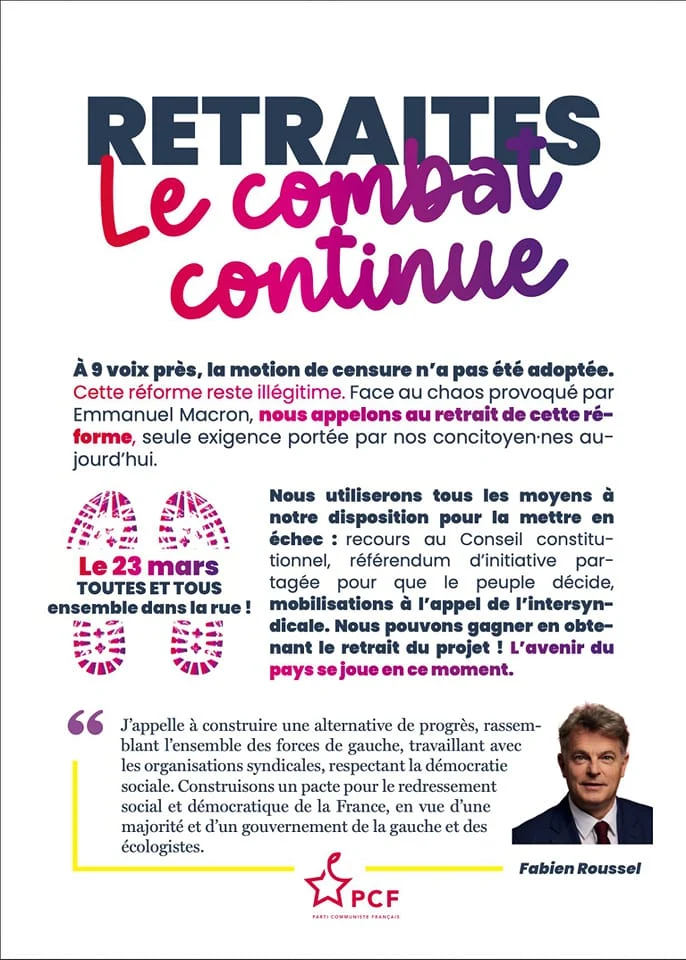 RETRAITES
Le combat
continue
À 9 voix près, la motion de censure n’a pas été adoptée.
Cette réforme reste illégitime. Face au chaos provoqué par
Emmanuel Macron, nous appelons au retrait de cette ré-
forme, seule exigence portée par nos concitoyen·nes au-
jourd’hui.
Le 23 mars
TOUTES ET TOUS
ensemble dans la rue !
Nous utiliserons tous les moyens à
notre disposition pour la mettre en
échec : recours au Conseil constitu-
tionnel, référendum d’initiative par-
tagée pour que le peuple décide,
mobilisations à l’appel de l’intersyn-
dicale. Nous pouvons gagner en obte-
nant le retrait du projet ! L’avenir du
pays se joue en ce moment.
“
J’appelle à construire une alternative de progrès, rassem-
blant l’ensemble des forces de gauche, travaillant avec
les organisations syndicales, respectant la démocratie
sociale. Construisons un pacte pour le redressement
social et démocratique de la France, en vue d’une
majorité et d’un gouvernement de la gauche et des
écologistes.
Fabien Roussel
PCF
PARTI COMMUNISTE FRANÇAIS